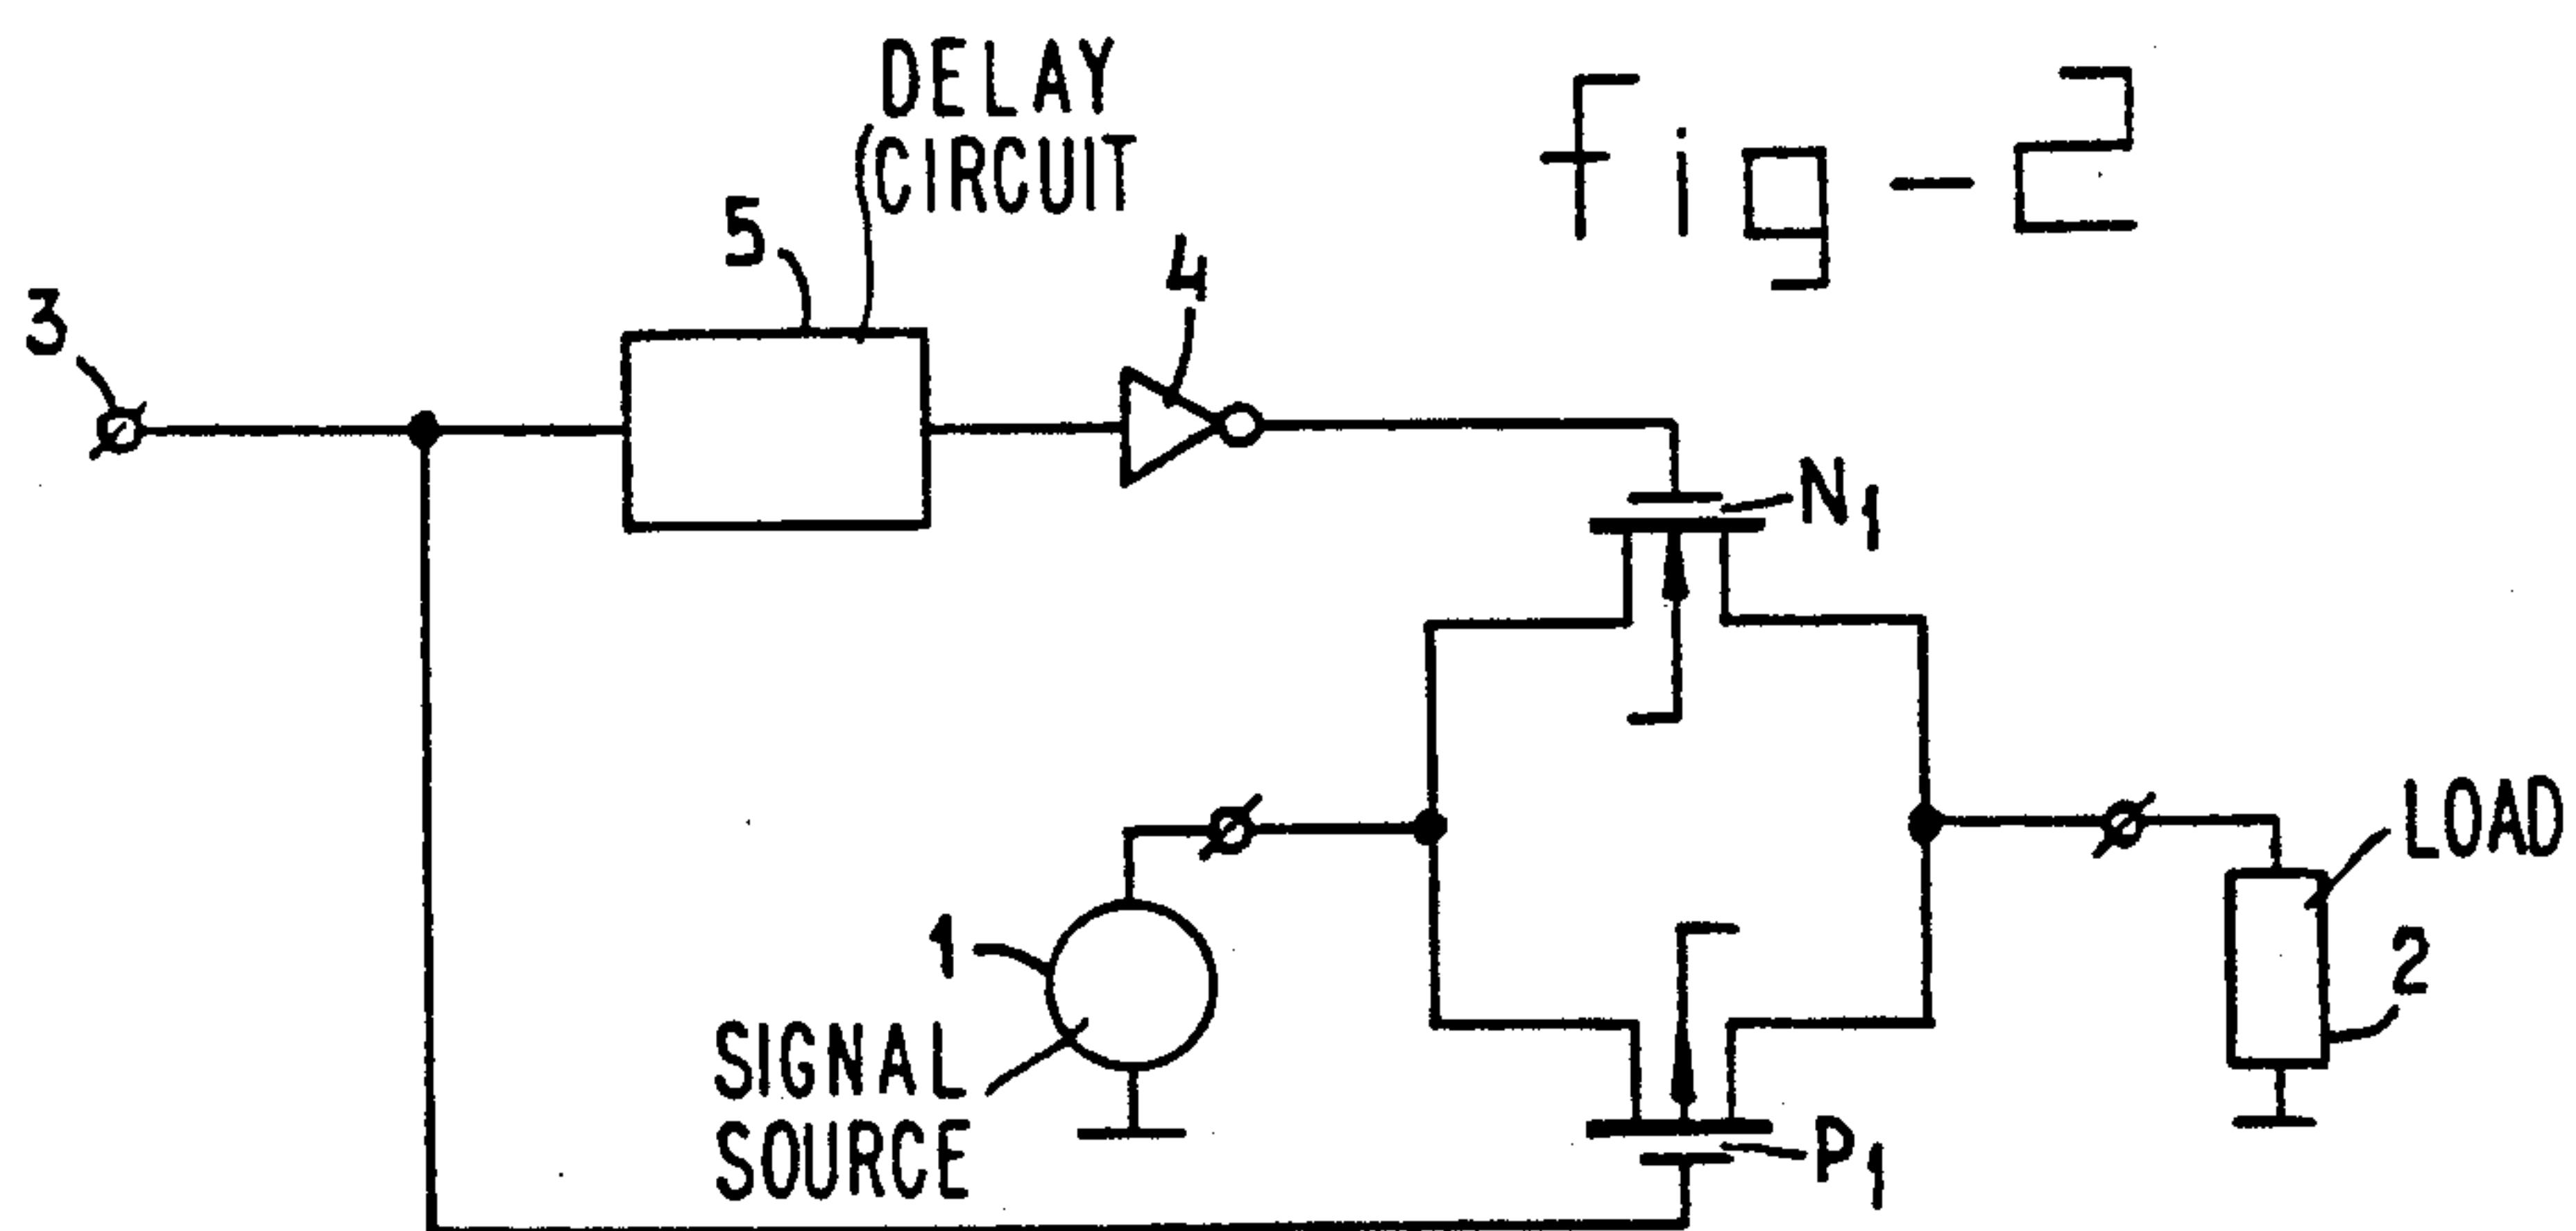 DELAY
CIRCUIT
fig-2
5
4
3
N1
LOAD
1
2
SIGNAL
SOURCE
P1